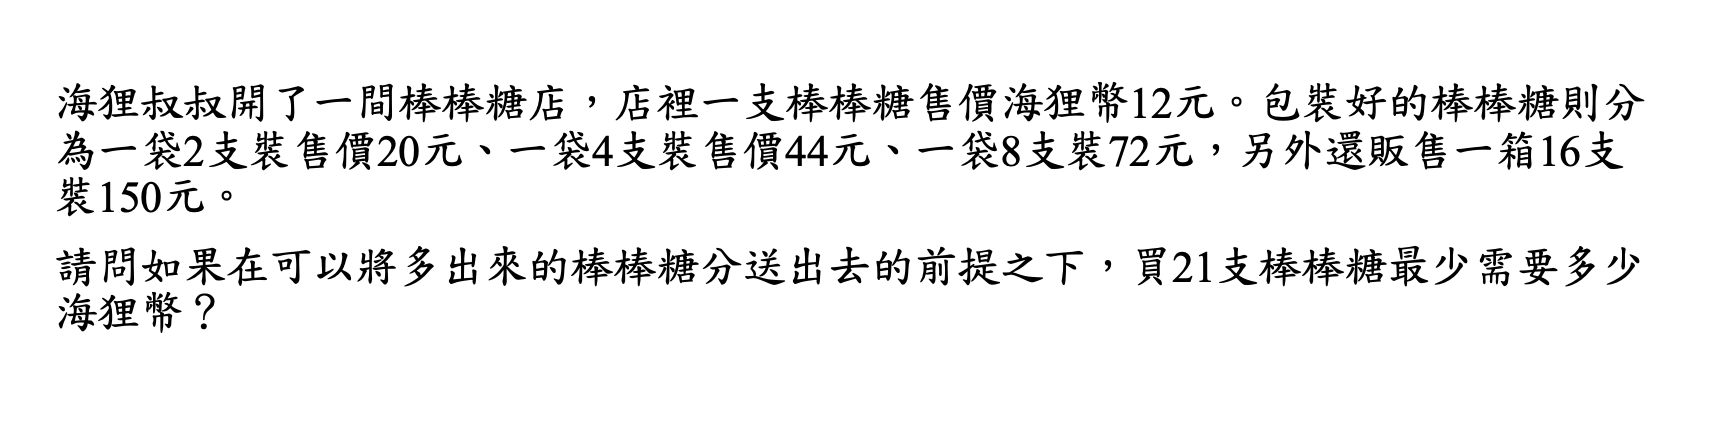 海狸叔叔開了一間棒棒糖店，店裡一支棒棒糖售價海狸幣12元。包裝好的棒棒糖則分
為一袋2支裝售價20元、一袋4支裝售價44元、一袋8支裝72元，另外還販售一箱16支
裝150元。
請問如果在可以將多出來的棒棒糖分送出去的前提之下，買21支棒棒糖最少需要多少
海狸幣？